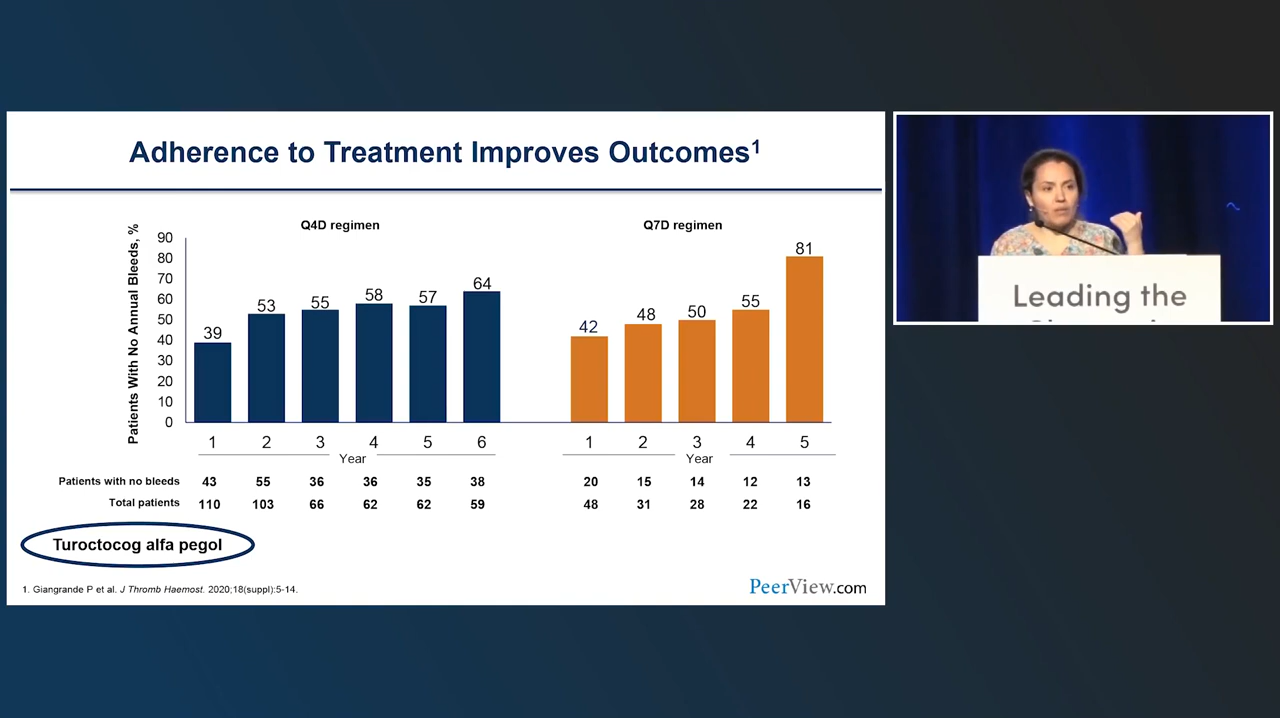 Adherence to Treatment Improves Outcomes1
Q4D regimen
Q7D regimen
Patients With No Annual Bleeds, %
90
80
70
60
50
40
30
20
10
0
39
53
55
58
57
64
42
48
50
55
81
1 2 3 4 5 6
1 2 3 4 5
Year
Year
Patients with no bleeds 43 55 36 36 35 38 20 15 14 12 13
Total patients 110 103 66 62 62 59 48 31 28 22 16
Turoctocog alfa pegol
1. Giangrande P et al. J Thromb Haemost. 2020;18(suppl):5-14.
PeerView.com
Leading the